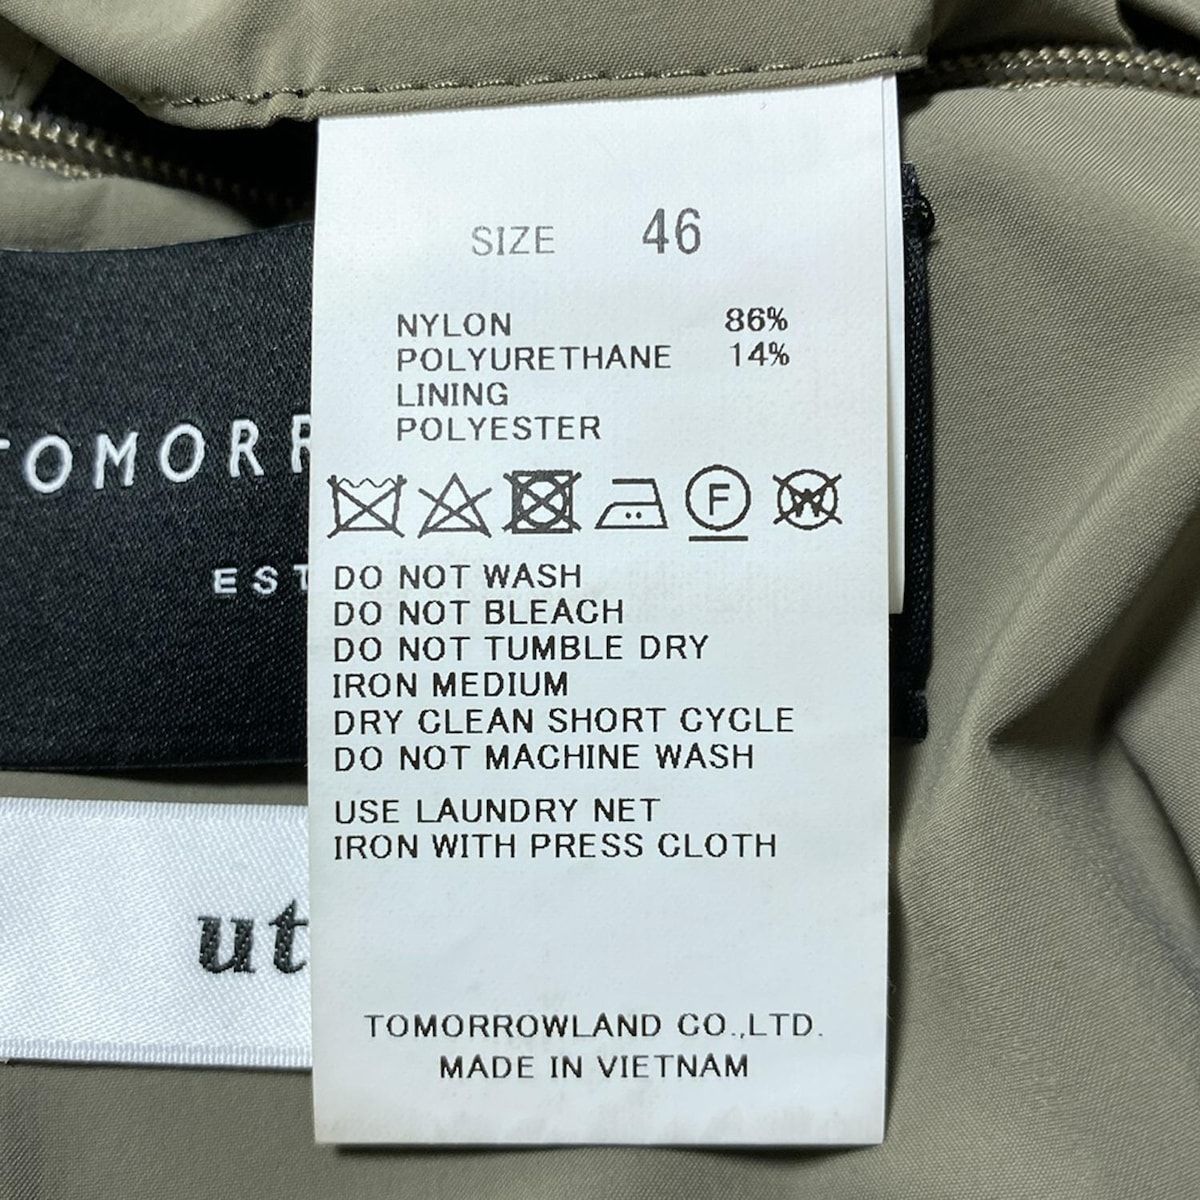 SIZE 46
NYLON 86%
POLYURETHANE 14%
LINING
POLYESTER
F
W
DO NOT WASH
DO NOT BLEACH
DO NOT TUMBLE DRY
IRON MEDIUM
DRY CLEAN SHORT CYCLE
DO NOT MACHINE WASH
USE LAUNDRY NET
IRON WITH PRESS CLOTH
TOMORROWLAND CO.,LTD.
MADE IN VIETNAM
TOMORR
EST
ut